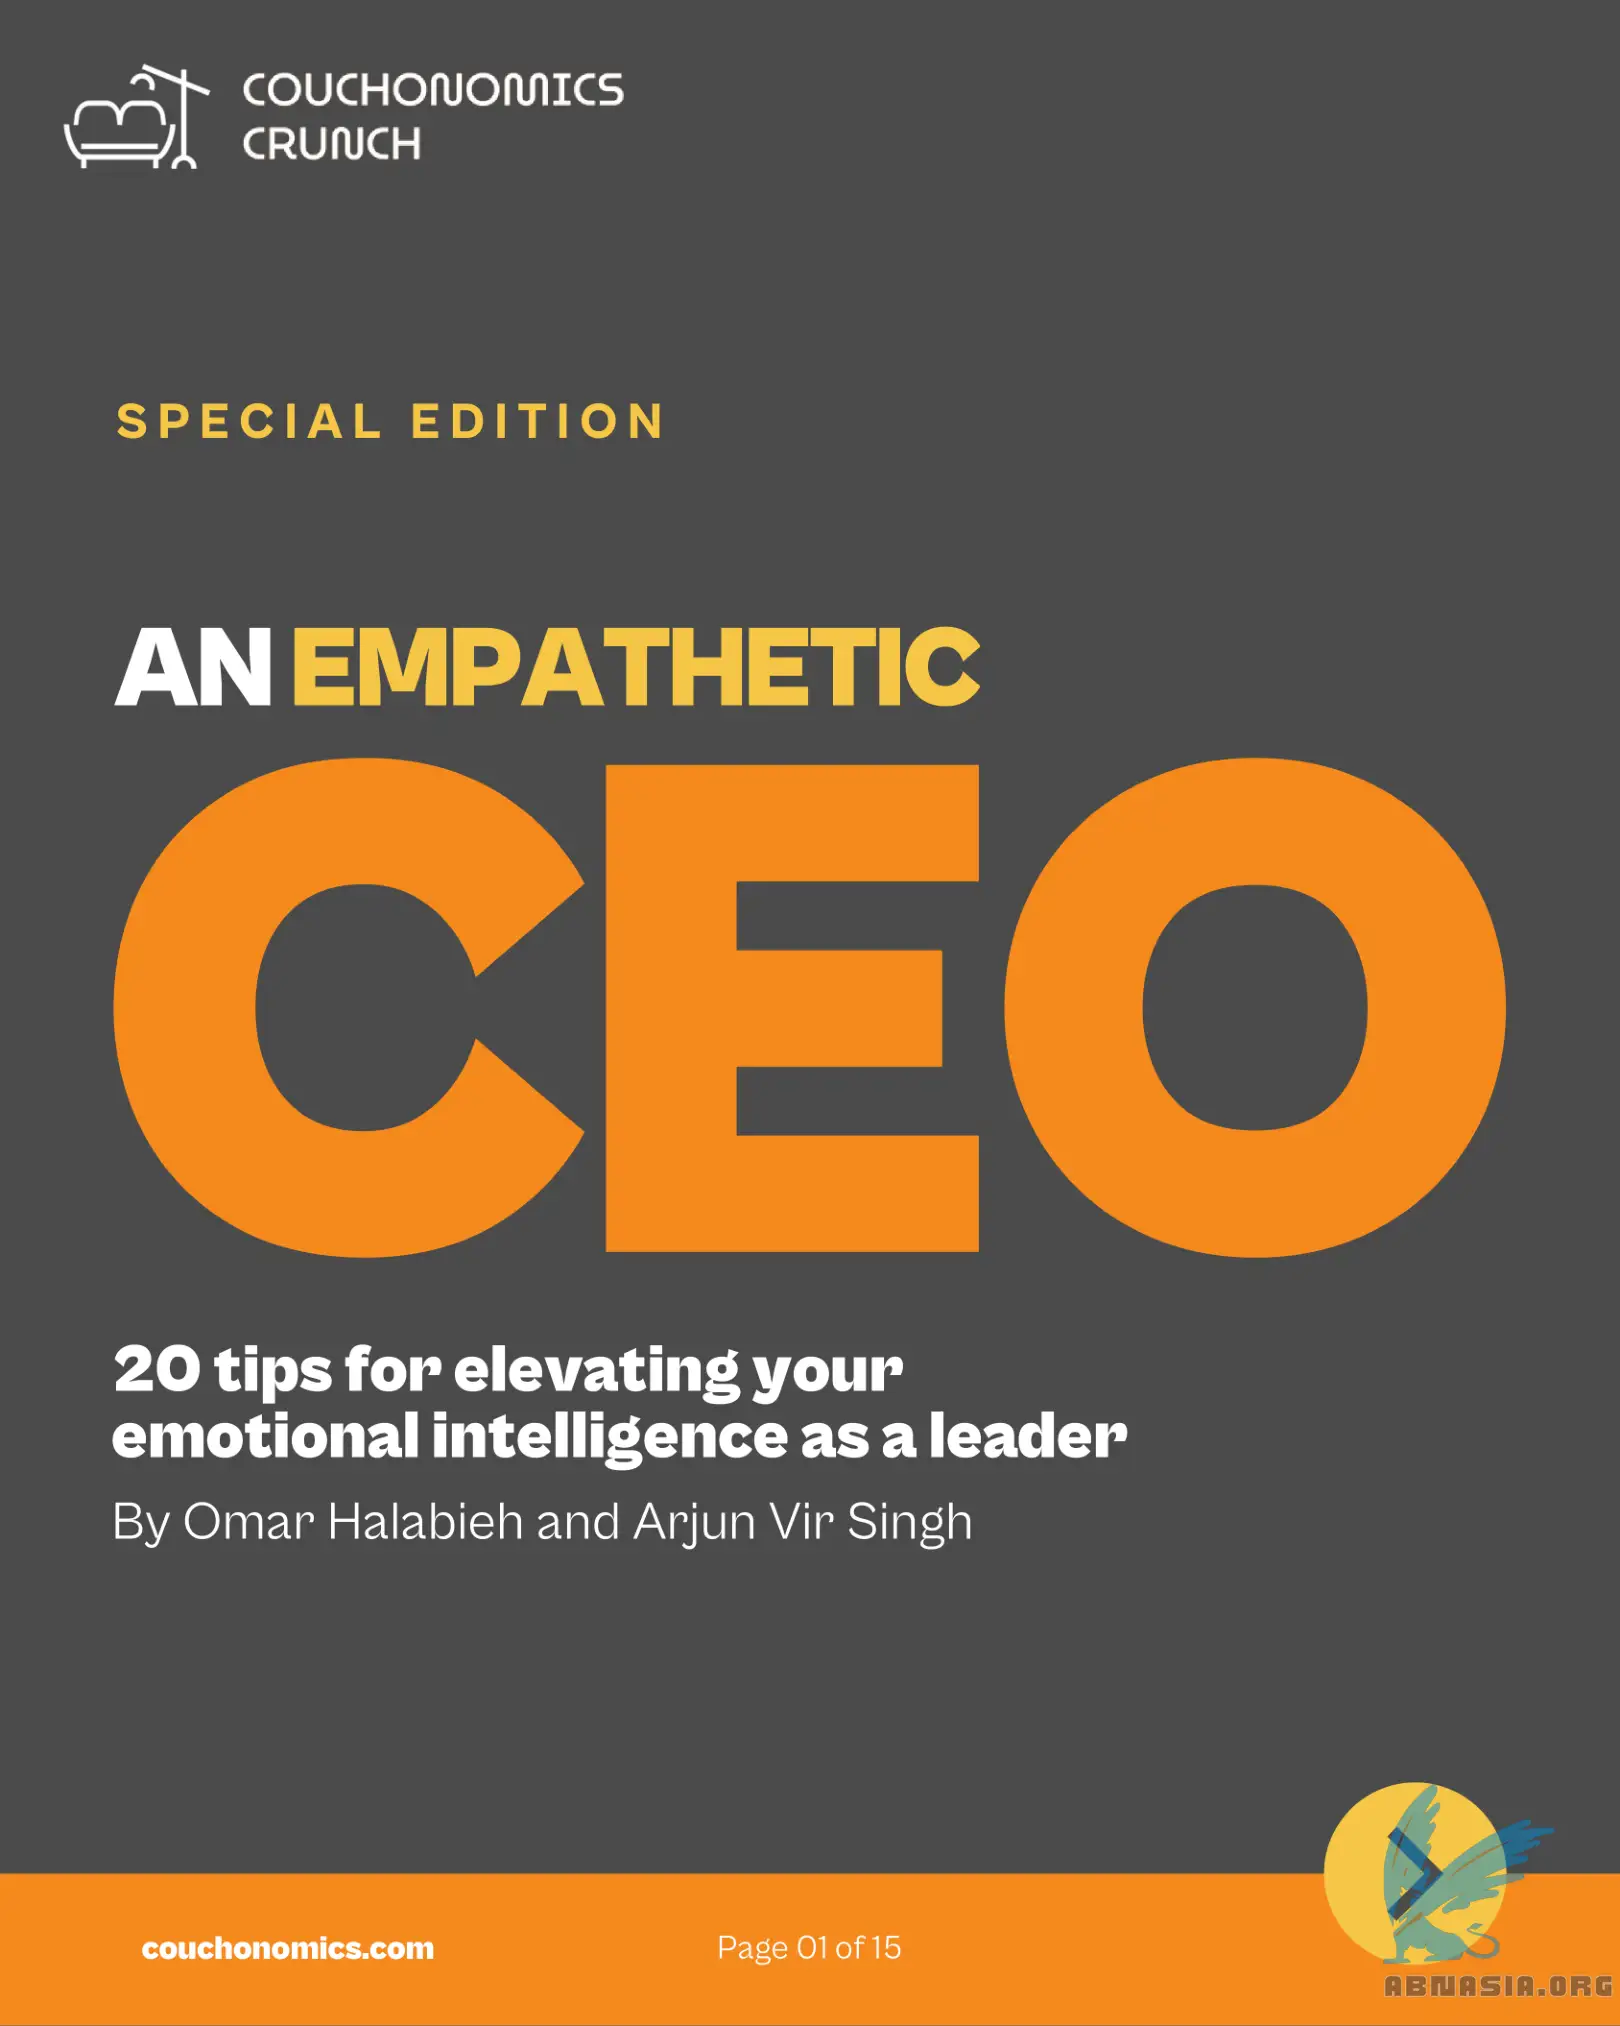 COUCHONOMICS
CRUNCH
SPECIAL EDITION
AN EMPATHETIC
CEO
20 tips for elevating your
emotional intelligence as a leader
By Omar Halabieh and Arjun Vir Singh
couchonomics.com
Page 01 of 15
ABNASIA.ORG